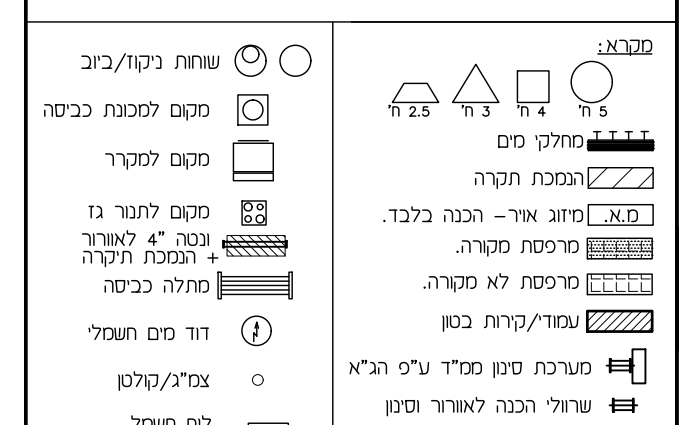 מקרא:
5 ח' 4 ח' 3 ח' 2.5 ח'
מחלקי מים
הנמכת תקרה
מ.א. מיזוג אויר– הכנה בלבד.
מרפסת מקורה.
מרפסת לא מקורה.
עמודי/קירות בטון
מערכת סינון ממ"ד ע"פ הג"א
שרוולי הכנה לאוורור וסינון
שוחות ניקוז/ביוב
מקום למכונת כביסה
מקום למקרר
מקום לתנור גז
ונטה "4 לאוורור
+ הנמכת תיקרה
מתלה כביסה
דוד מים חשמלי
צמ"ג/קולטן
לוח חשמל